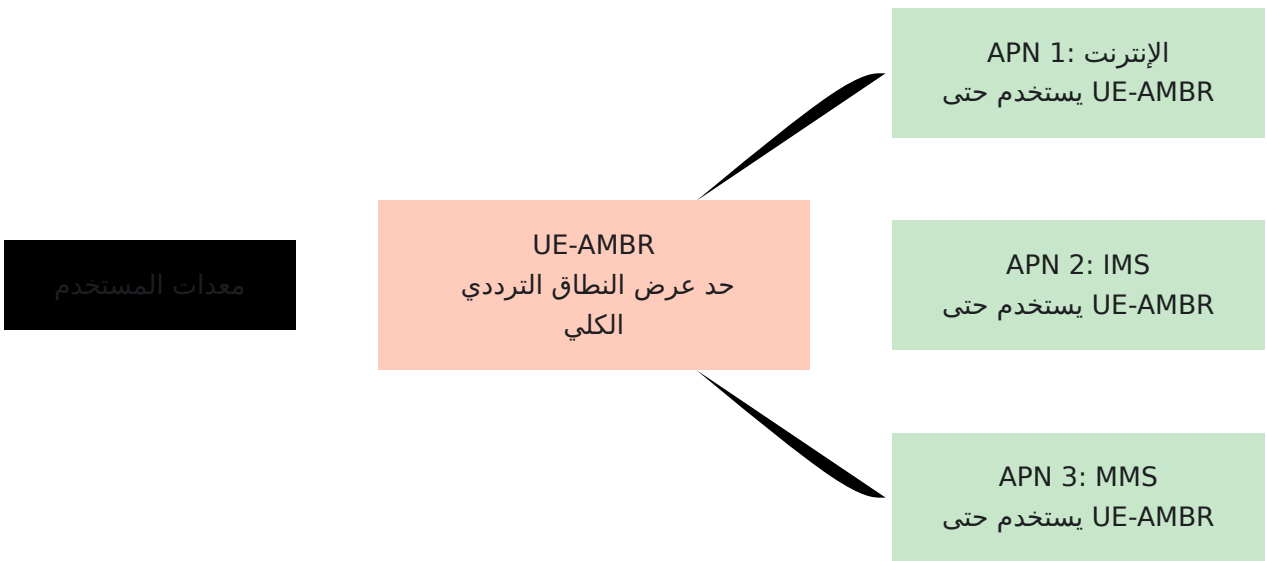 معدات المستخدم
UE-AMBR
حد عرض النطاق الترددي
الكلي
APN 1: الإنترنت
يستخدم حتى UE-AMBR
APN 2: IMS
يستخدم حتى UE-AMBR
APN 3: MMS
يستخدم حتى UE-AMBR